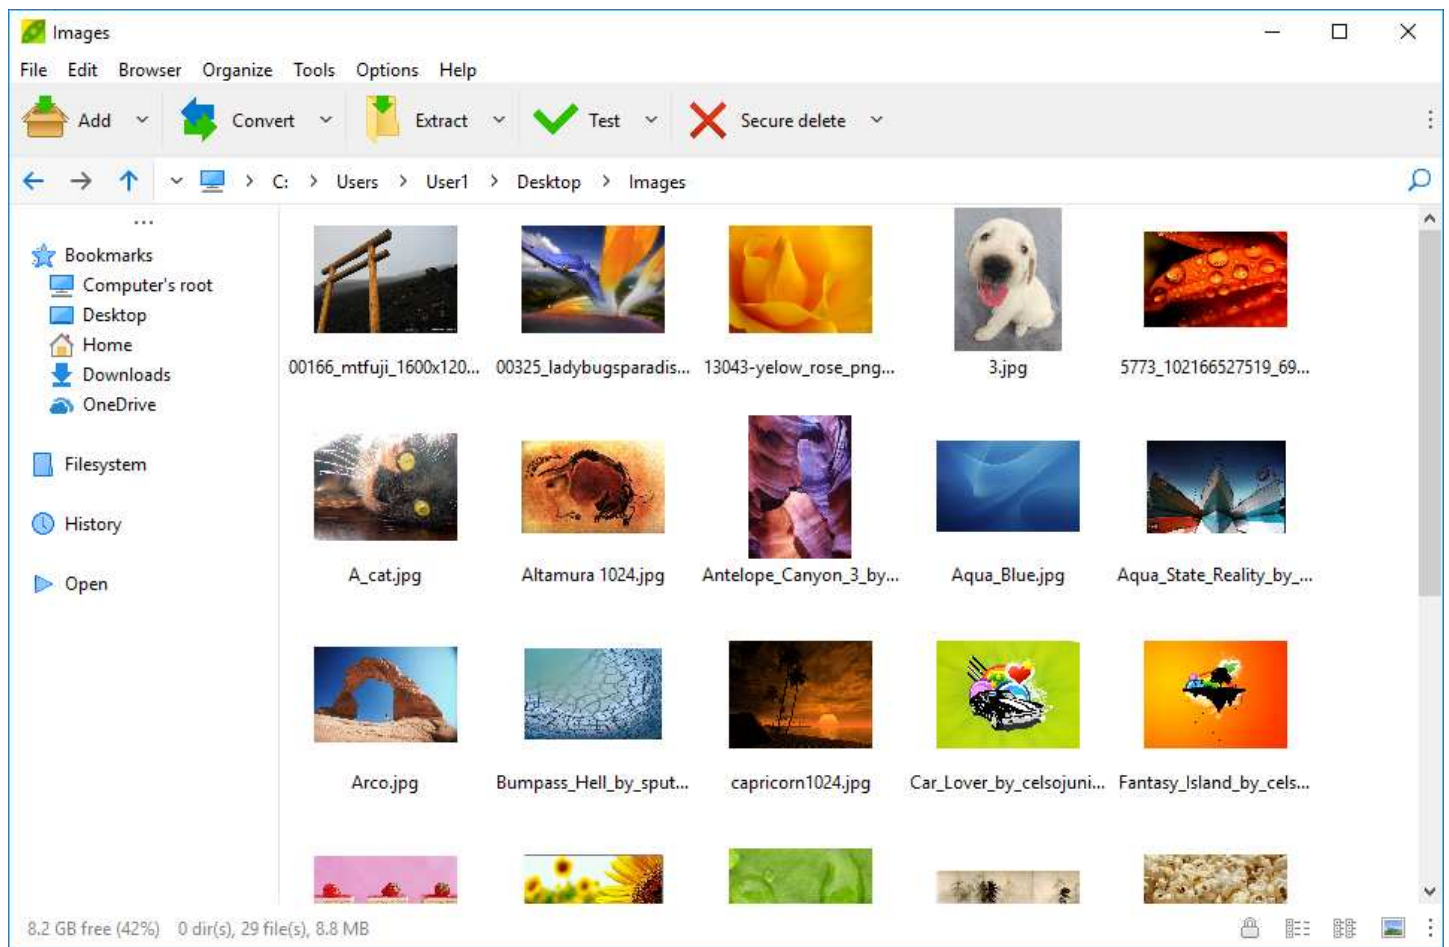 Images
File Edit Browser Organize Tools Options Help
Add Convert Extract Test Secure delete
C: > Users > User1 > Desktop > Images
...
Bookmarks
Computer's root
Desktop
Home
Downloads
OneDrive
Filesystem
History
Open
00166_mtfuji_1600x120... 00325_ladybugsparadis... 13043-yelow_rose_png... 3.jpg 5773_102166527519_69...
A_cat.jpg Altamura 1024.jpg Antelope_Canyon_3_by... Aqua_Blue.jpg Aqua_State_Reality_by_...
Arco.jpg Bumpass_Hell_by_sput... capricorn1024.jpg Car_Lover_by_celsojuni... Fantasy_Island_by_cels...
8.2 GB free (42%) 0 dir(s), 29 file(s), 8.8 MB